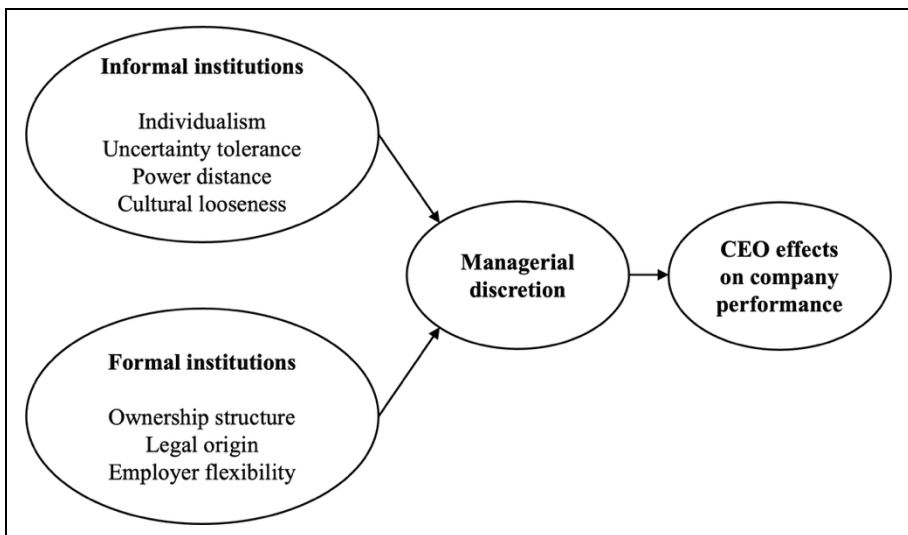 Informal institutions
Individualism
Uncertainty tolerance
Power distance
Cultural looseness
Formal institutions
Ownership structure
Legal origin
Employer flexibility
Managerial
discretion
CEO effects
on company
performance